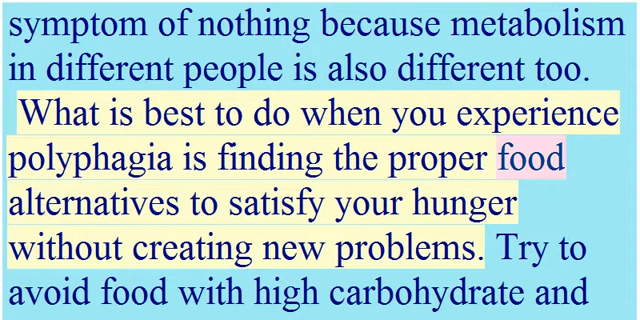 symptom of nothing because metabolism
in different people is also different too.
What is best to do when you experience
polyphagia is finding the proper food
alternatives to satisfy your hunger
without creating new problems. Try to
avoid food with high carbohydrate and